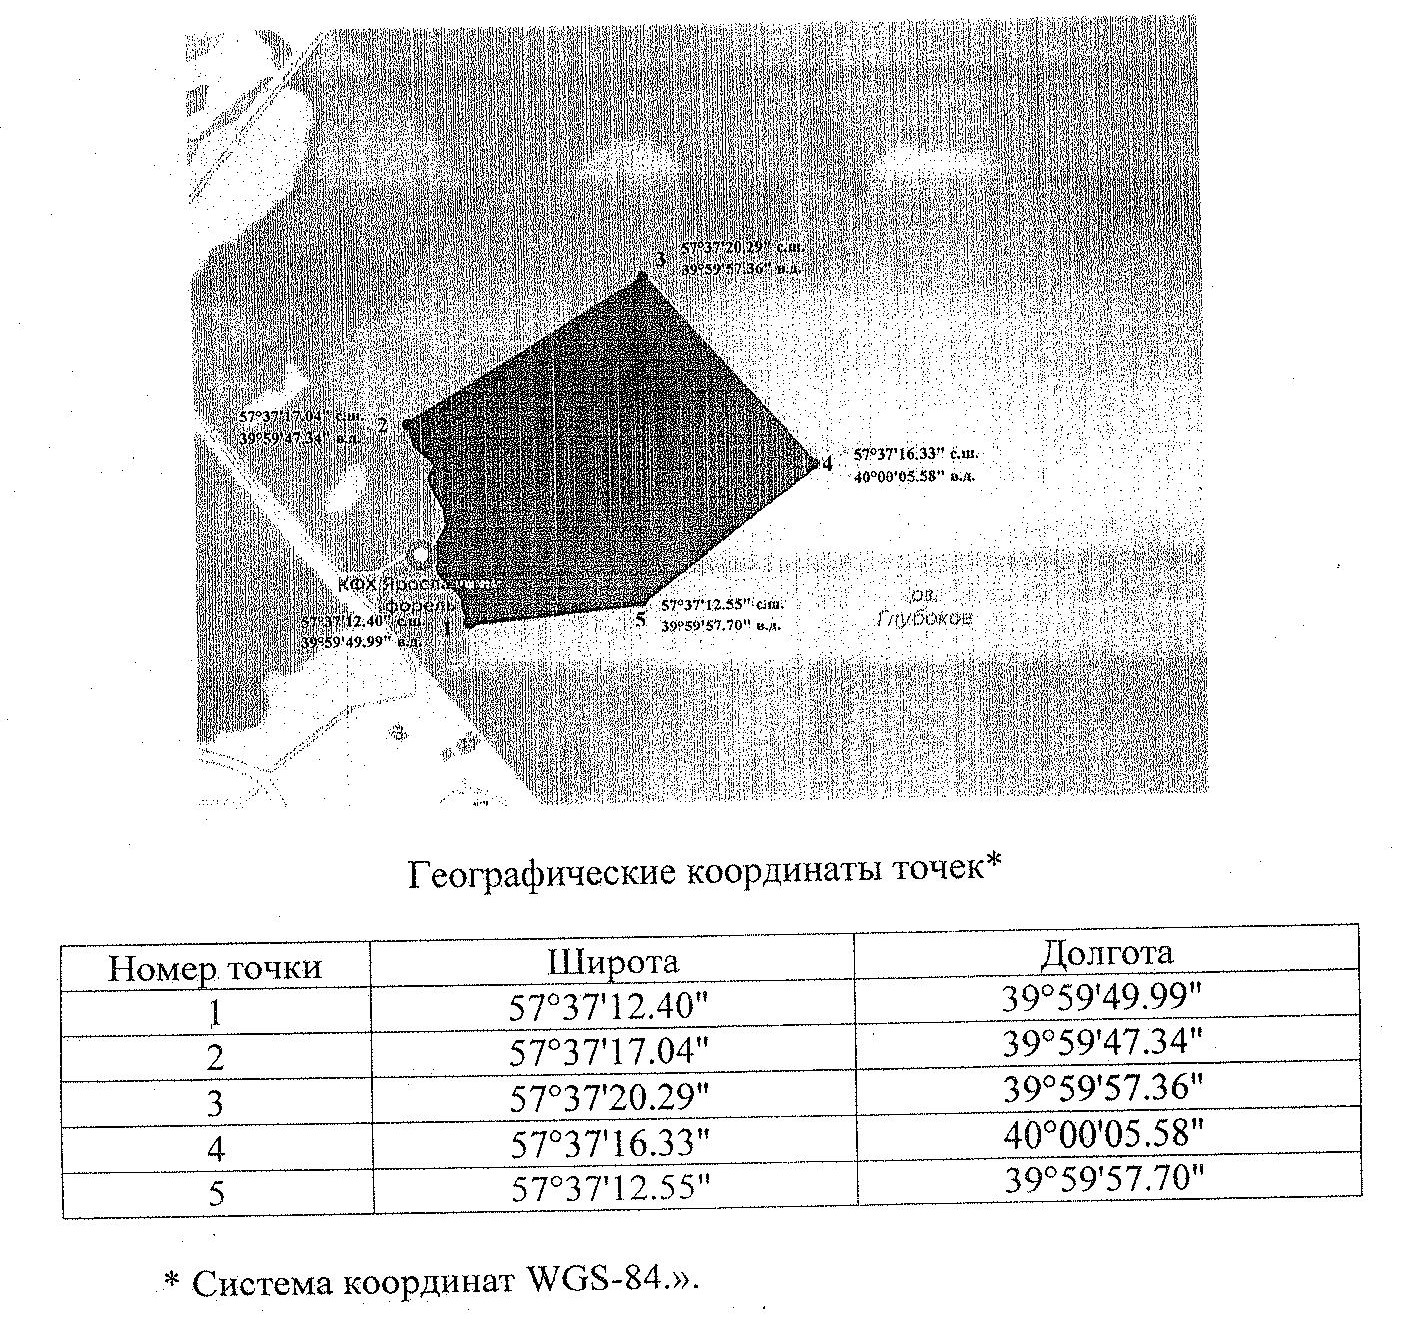 3
57°37'20.29" с.ш.
39°59'57.36" в.д.
57°37'17.04" с.ш.
39°59'47.34" в.д.
2
4
57°37'16.33" с.ш.
40°00'05.58" в.д.
КФХ Ярославская
форель
57°37'12.40" с.ш.
39°59'49.99" в.д.
1
5
57°37'12.55" с.ш.
39°59'57.70" в.д.
оз.
Глубокое
Географические координаты точек*
Номер точки Широта Долгота
1 57°37'12.40" 39°59'49.99"
2 57°37'17.04" 39°59'47.34"
3 57°37'20.29" 39°59'57.36"
4 57°37'16.33" 40°00'05.58"
5 57°37'12.55" 39°59'57.70"
* Система координат WGS-84.».